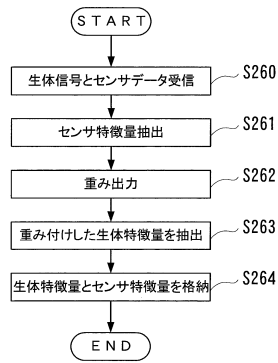 START
生体信号とセンサデータ受信
S260
センサ特徴量抽出
S261
重み出力
S262
重み付けした生体特徴量を抽出
S263
生体特徴量とセンサ特徴量を格納
S264
END